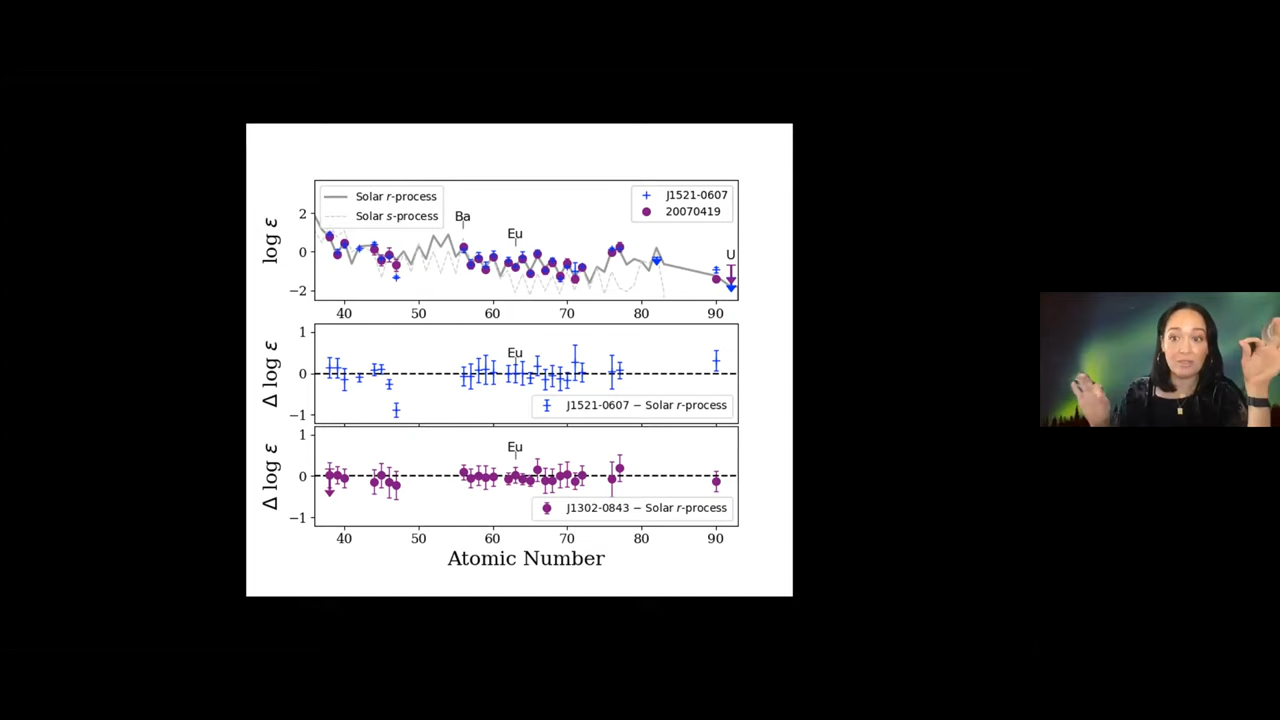 Solar r-process
Solar s-process
Ba
Eu
J1521-0607
20070419
U
log ε
2
0
−2
40 50 60 70 80 90
Δ log ε
1
0
−1
Eu
J1521-0607 − Solar r-process
Δ log ε
1
0
−1
Eu
J1302-0843 − Solar r-process
40 50 60 70 80 90
Atomic Number